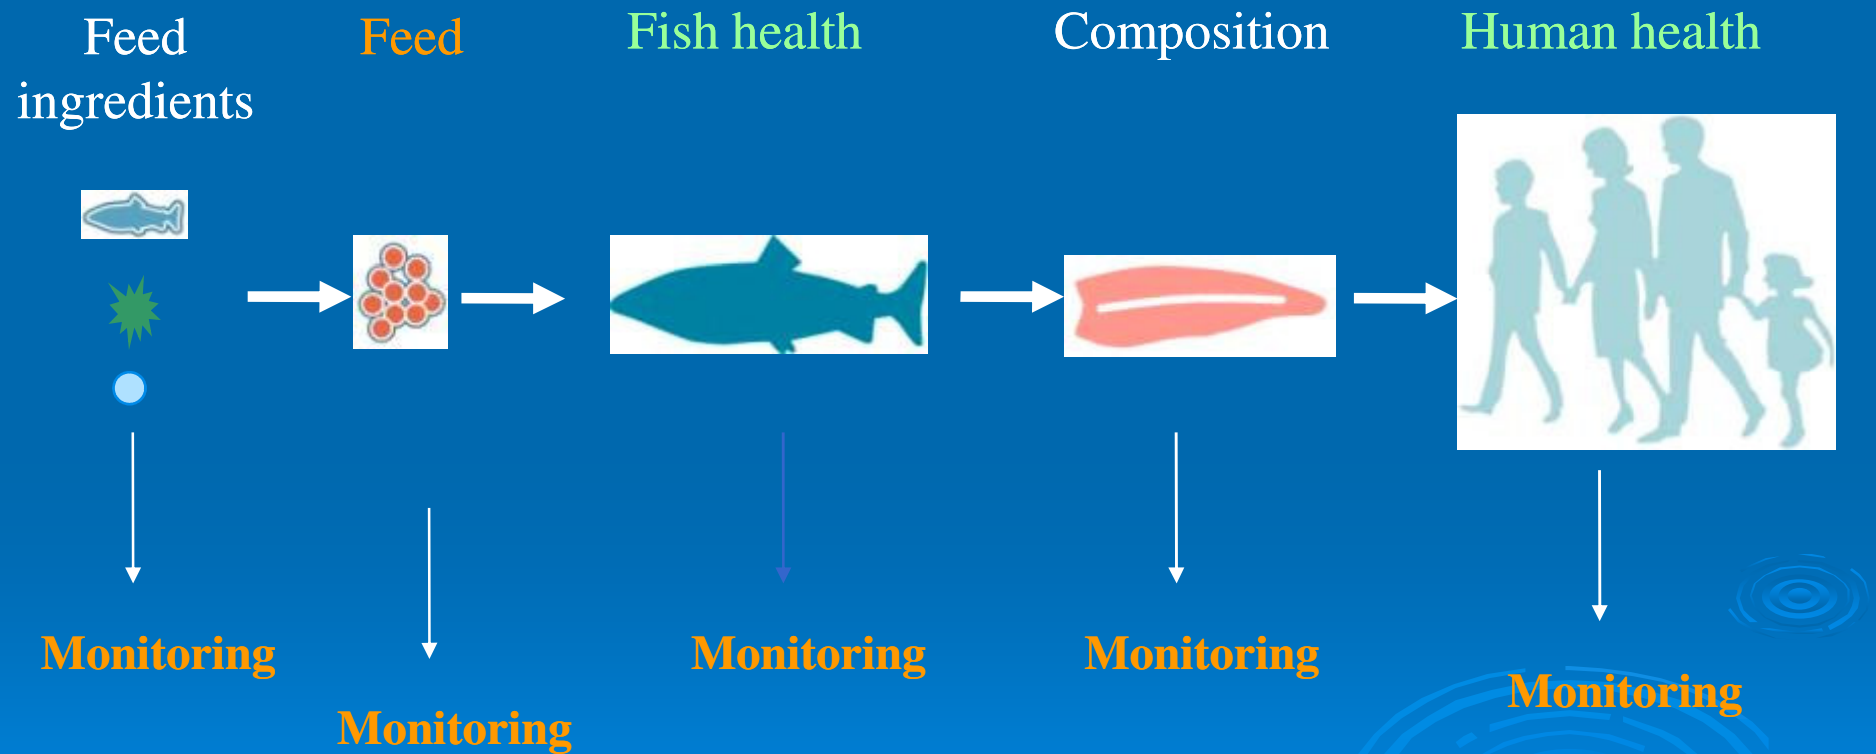 Feed
ingredients
Feed
Fish health
Composition
Human health
Monitoring
Monitoring
Monitoring
Monitoring
Monitoring